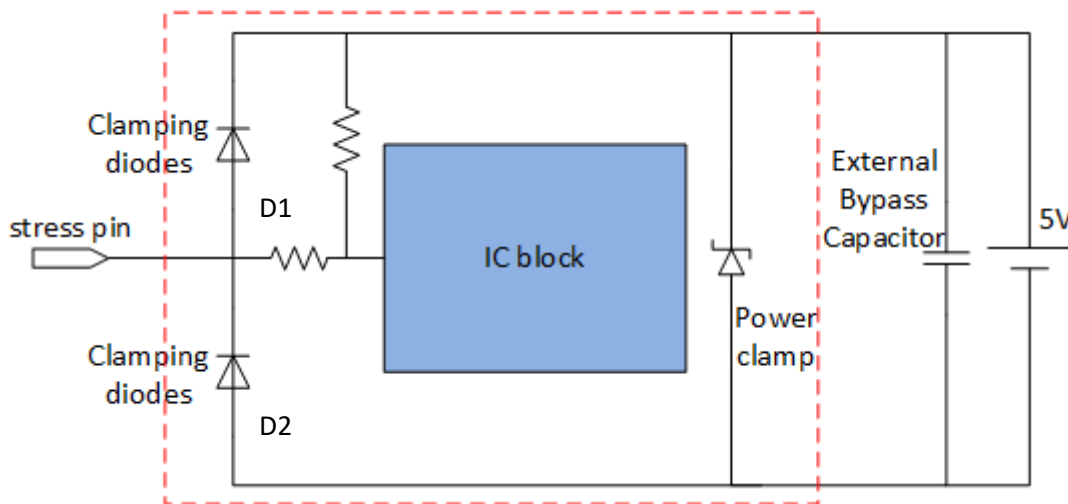 Clamping
diodes
D1
stress pin
Clamping
diodes
D2
IC block
Power
clamp
External
Bypass
Capacitor
5V